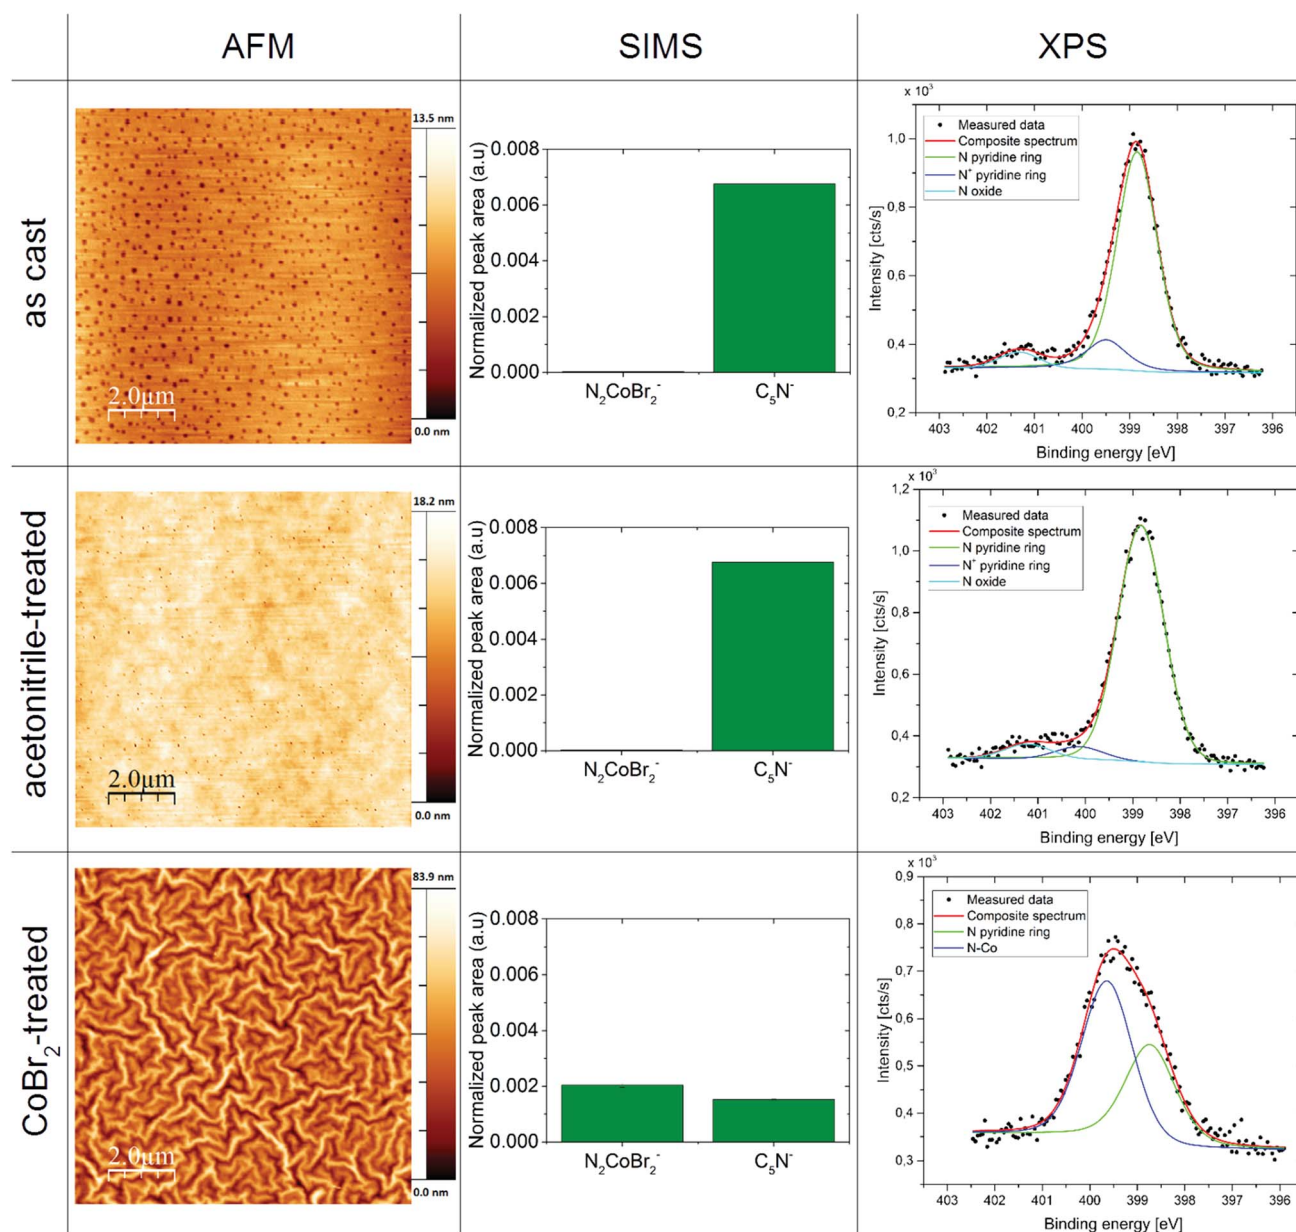 AFM
SIMS
XPS
as cast
13.5 nm
0.0 nm
2.0µm
Normalized peak area (a.u)
0.008
0.006
0.004
0.002
0.000
N₂CoBr₂⁻
C₅N⁻
x 10³
Measured data
Composite spectrum
N pyridine ring
N⁺ pyridine ring
N oxide
Intensity [cts/s]
1,0
0,8
0,6
0,4
0,2
403 402 401 400 399 398 397 396
Binding energy [eV]
acetonitrile-treated
18.2 nm
0.0 nm
2.0µm
Normalized peak area (a.u)
0.008
0.006
0.004
0.002
0.000
N₂CoBr₂⁻
C₅N⁻
x 10³
Measured data
Composite spectrum
N pyridine ring
N⁺ pyridine ring
N oxide
Intensity [cts/s]
1,2
1,0
0,8
0,6
0,4
0,2
403 402 401 400 399 398 397 396
Binding energy [eV]
CoBr₂-treated
83.9 nm
0.0 nm
2.0µm
Normalized peak area (a.u)
0.008
0.006
0.004
0.002
0.000
N₂CoBr₂⁻
C₅N⁻
x 10³
Measured data
Composite spectrum
N pyridine ring
N-Co
Intensity [cts/s]
0,9
0,8
0,7
0,6
0,5
0,4
0,3
403 402 401 400 399 398 397 396
Binding energy [eV]